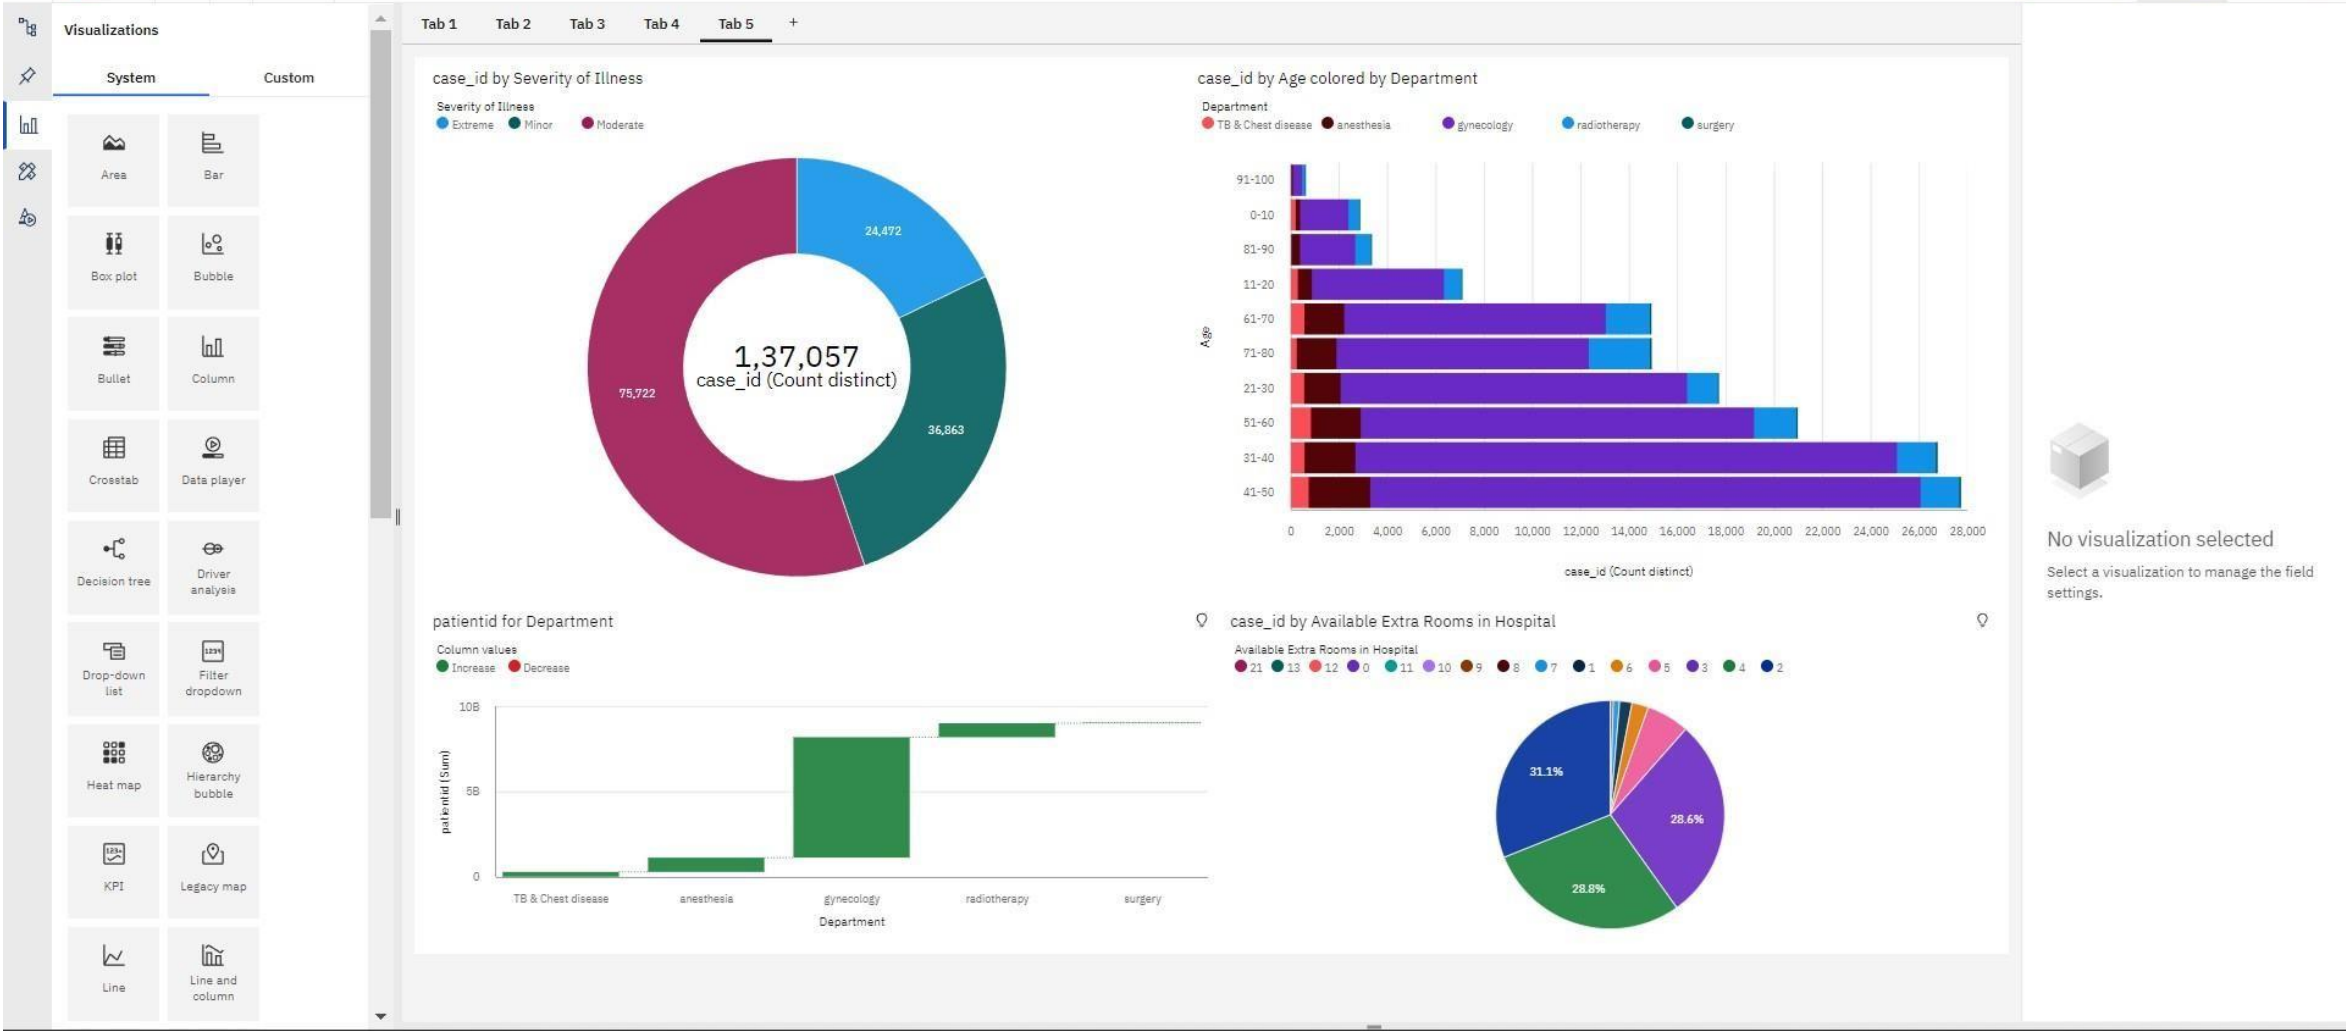 Visualizations
System Custom
Area Bar
Box plot Bubble
Bullet Column
Crosstab Data player
Decision tree Driver
analysis
Drop-down Filter
list dropdown
Heat map Hierarchy
bubble
KPI Legacy map
Line Line and
column
Tab 1 Tab 2 Tab 3 Tab 4 Tab 5 +
case_id by Severity of Illness
Severity of Illness
Extreme Minor Moderate
24,472
36,863
75,722
1,37,057
case_id (Count distinct)
case_id by Age colored by Department
Department
TB & Chest disease anesthesia gynecology radiotherapy surgery
Age
91-100
0-10
81-90
11-20
61-70
71-80
21-30
51-60
31-40
41-50
0 2,000 4,000 6,000 8,000 10,000 12,000 14,000 16,000 18,000 20,000 22,000 24,000 26,000 28,000
case_id (Count distinct)
patientid for Department
Column values
Increase Decrease
patientid (Sum)
10B
5B
0
TB & Chest disease anesthesia gynecology radiotherapy surgery
Department
case_id by Available Extra Rooms in Hospital
Available Extra Rooms in Hospital
21 13 12 0 11 10 9 8 7 1 6 5 3 4 2
31.1%
28.6%
28.8%
No visualization selected
Select a visualization to manage the field
settings.